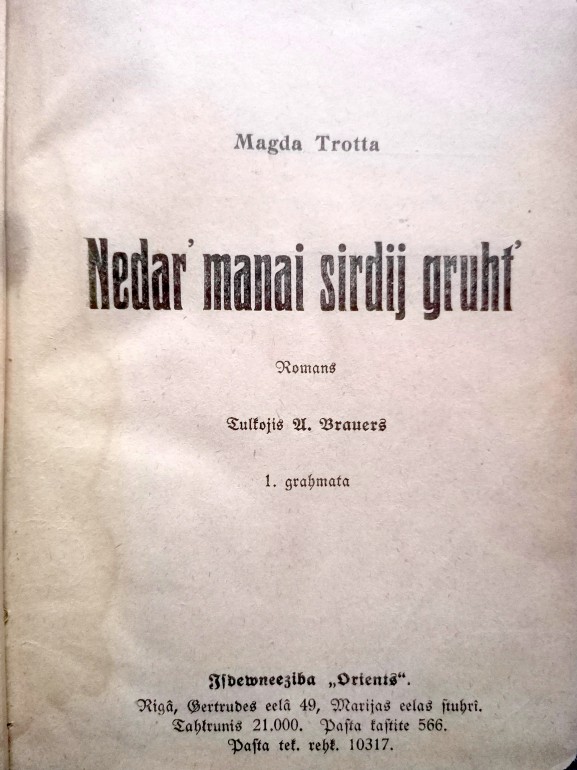 Magda Trotta
Nedar' manai sirdij gruht'
Romans
Tulkojis A. Brauers
1. grahmata
Isdewneeziba „Orients“.
Rigâ, Gertrudes eelâ 49, Marijas eelas stuhrî.
Tahlrunis 21.000. Pasta kastite 566.
Pasta tek. rehk. 10317.